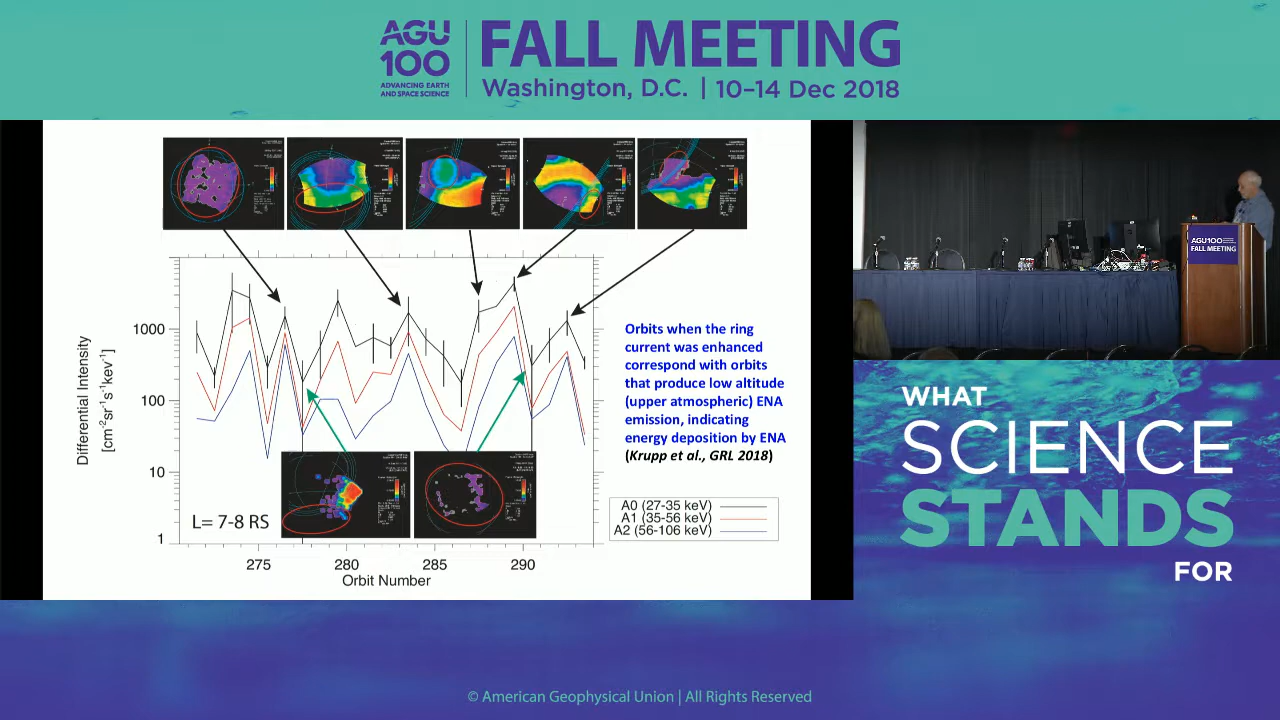 AGU
100
ADVANCING EARTH
AND SPACE SCIENCE
FALL MEETING
Washington, D.C. | 10–14 Dec 2018
Differential Intensity
[cm⁻²sr⁻¹s⁻¹kev⁻¹]
1000
100
10
1
L= 7-8 RS
275 280 285 290
Orbit Number
Orbits when the ring
current was enhanced
correspond with orbits
that produce low altitude
(upper atmospheric) ENA
emission, indicating
energy deposition by ENA
(Krupp et al., GRL 2018)
A0 (27-35 keV)
A1 (35-56 keV)
A2 (56-106 keV)
AGU100
FALL MEETING
WHAT
SCIENCE
STANDS
FOR
© American Geophysical Union | All Rights Reserved